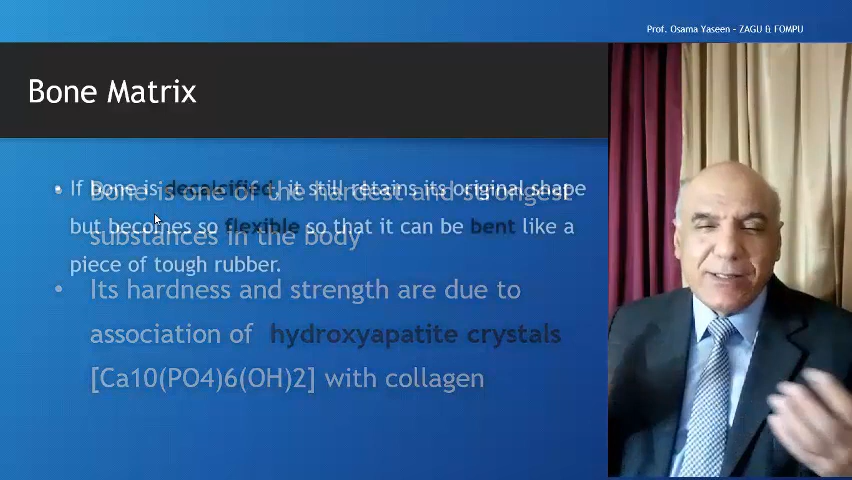 Prof. Osama Yaseen - ZAGU & FOMPU
Bone Matrix
• If bone is decalcified, it still retains its original shape
but becomes so flexible so that it can be bent like a
piece of tough rubber.
• Bone is one of the hardest and strongest
substances in the body
• Its hardness and strength are due to
association of hydroxyapatite crystals
[Ca10(PO4)6(OH)2] with collagen